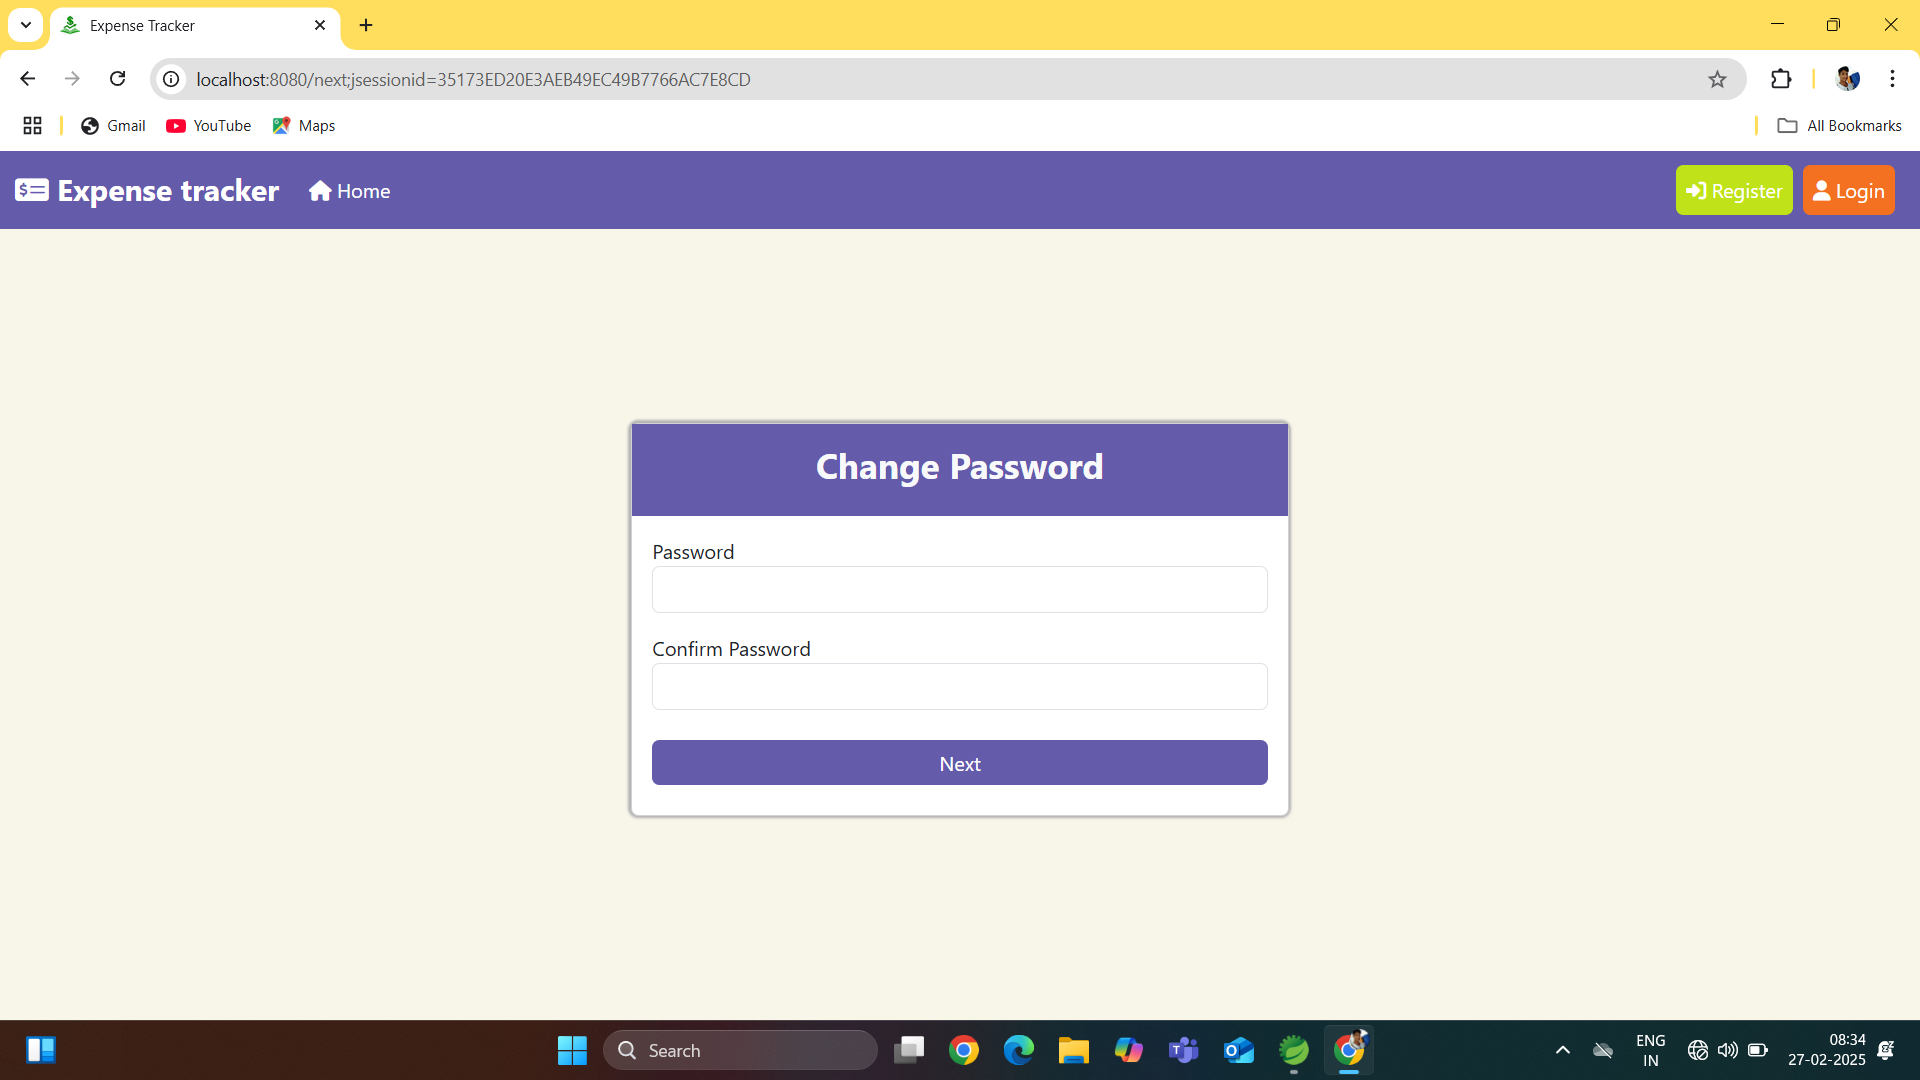 Expense Tracker
localhost:8080/next;jsessionid=35173ED20E3AEB49EC49B7766AC7E8CD
Gmail YouTube Maps All Bookmarks
Expense tracker Home Register Login
Change Password
Password
Confirm Password
Next
Search
ENG
IN
08:34
27-02-2025